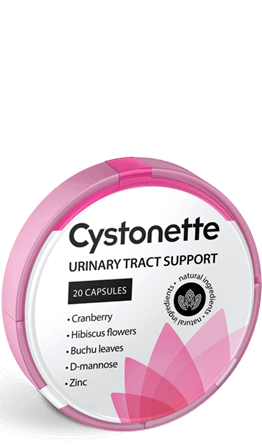 Cystonette
URINARY TRACT SUPPORT
20 CAPSULES
• natural ingredients • natural ingredients
• Cranberry
• Hibiscus flowers
• Buchu leaves
• D-mannose
• Zinc